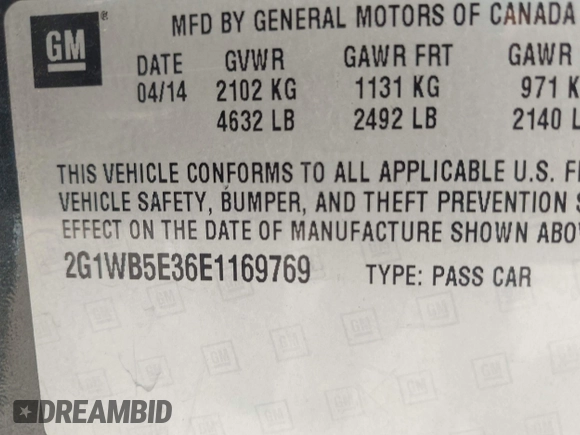 GM ® MFD BY GENERAL MOTORS OF CANADA
DATE GVWR GAWR FRT GAWR
04/14 2102 KG 1131 KG 971 K
4632 LB 2492 LB 2140 L
THIS VEHICLE CONFORMS TO ALL APPLICABLE U.S. F
VEHICLE SAFETY, BUMPER, AND THEFT PREVENTION S
EFFECT ON THE DATE OF MANUFACTURE SHOWN ABO
2G1WB5E36E1169769 TYPE: PASS CAR
DREAMBID